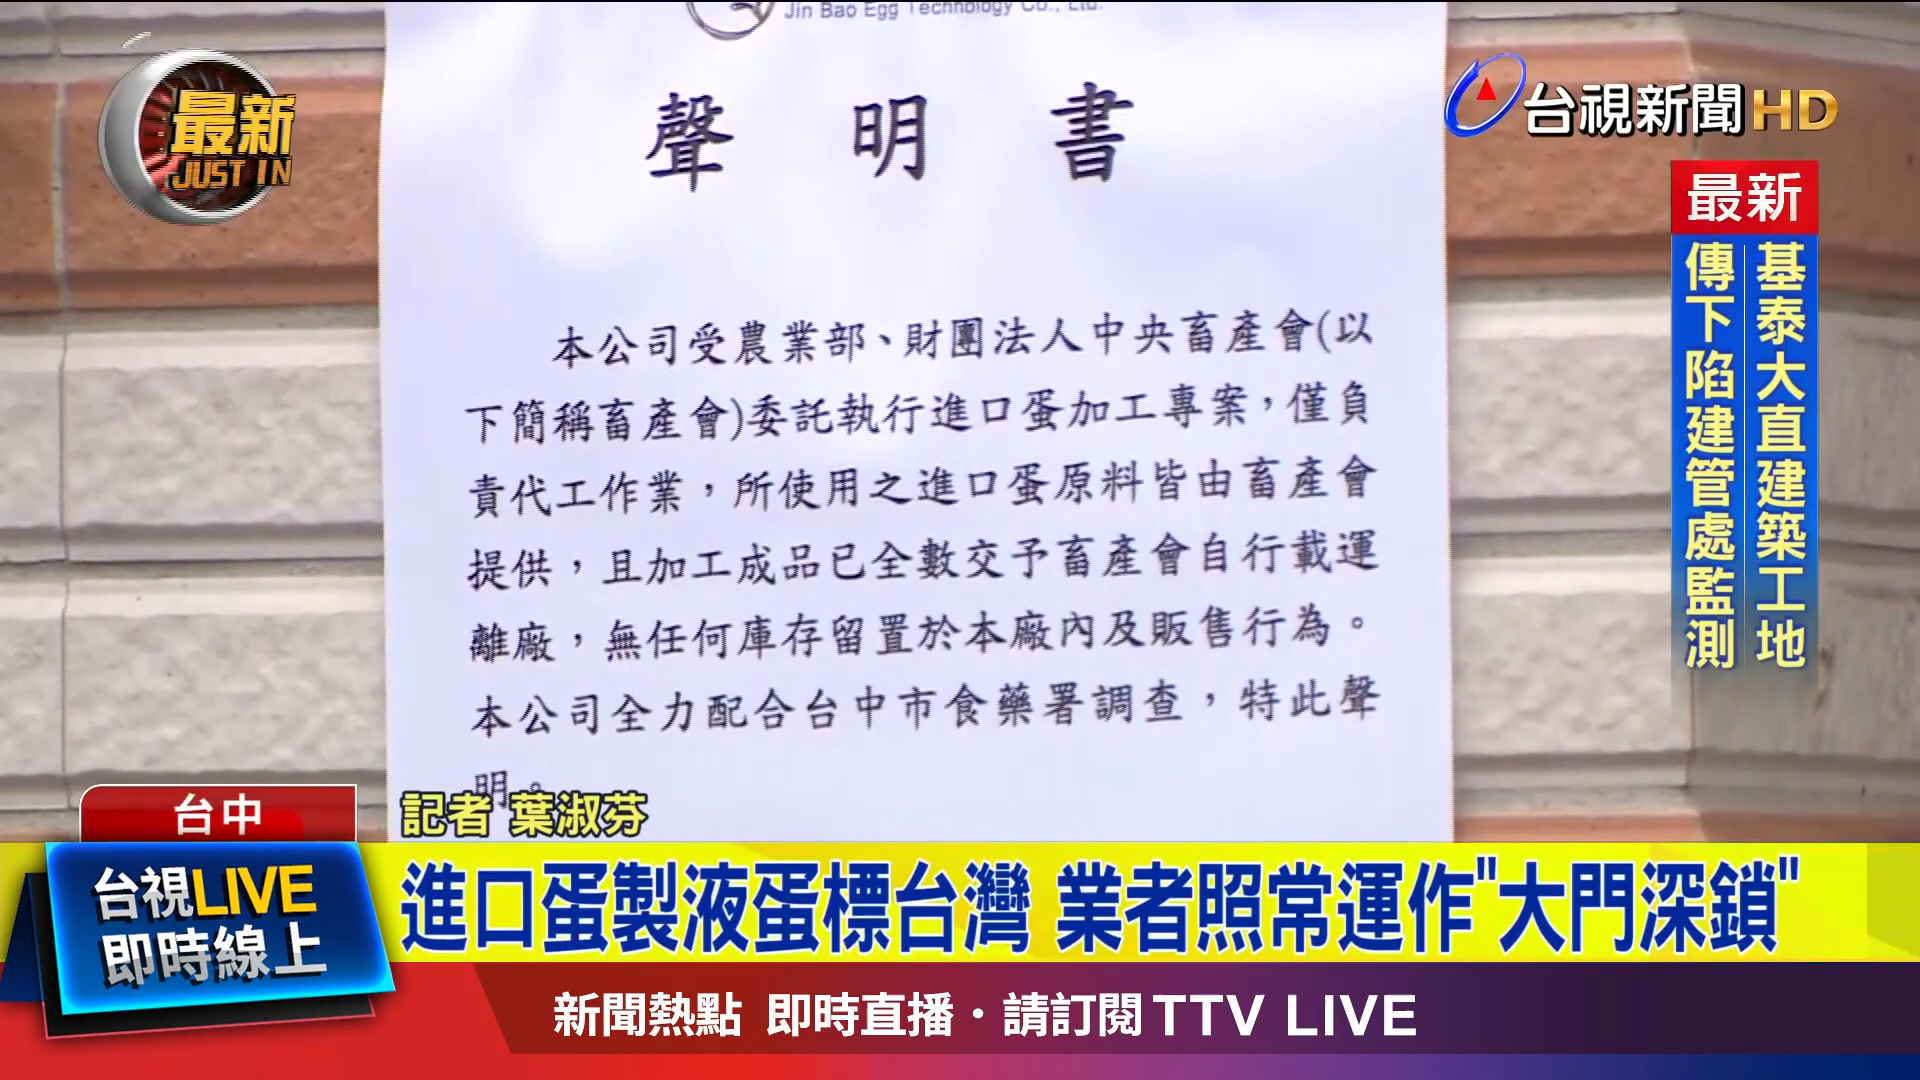 Jin Bao Egg Technology Co., Ltd.
最新
JUST IN
台視新聞HD
聲明書
最新
基泰大直建築工地
傳下陷建管處監測
本公司受農業部、財團法人中央畜產會(以
下簡稱畜產會)委託執行進口蛋加工專案，僅負
責代工作業，所使用之進口蛋原料皆由畜產會
提供，且加工成品已全數交予畜產會自行載運
離廠，無任何庫存留置於本廠內及販售行為。
本公司全力配合台中市食藥署調查，特此聲
明。
台中
記者 葉淑芬
台視LIVE
即時線上
進口蛋製液蛋標台灣 業者照常運作"大門深鎖"
新聞熱點 即時直播·請訂閱TTV LIVE